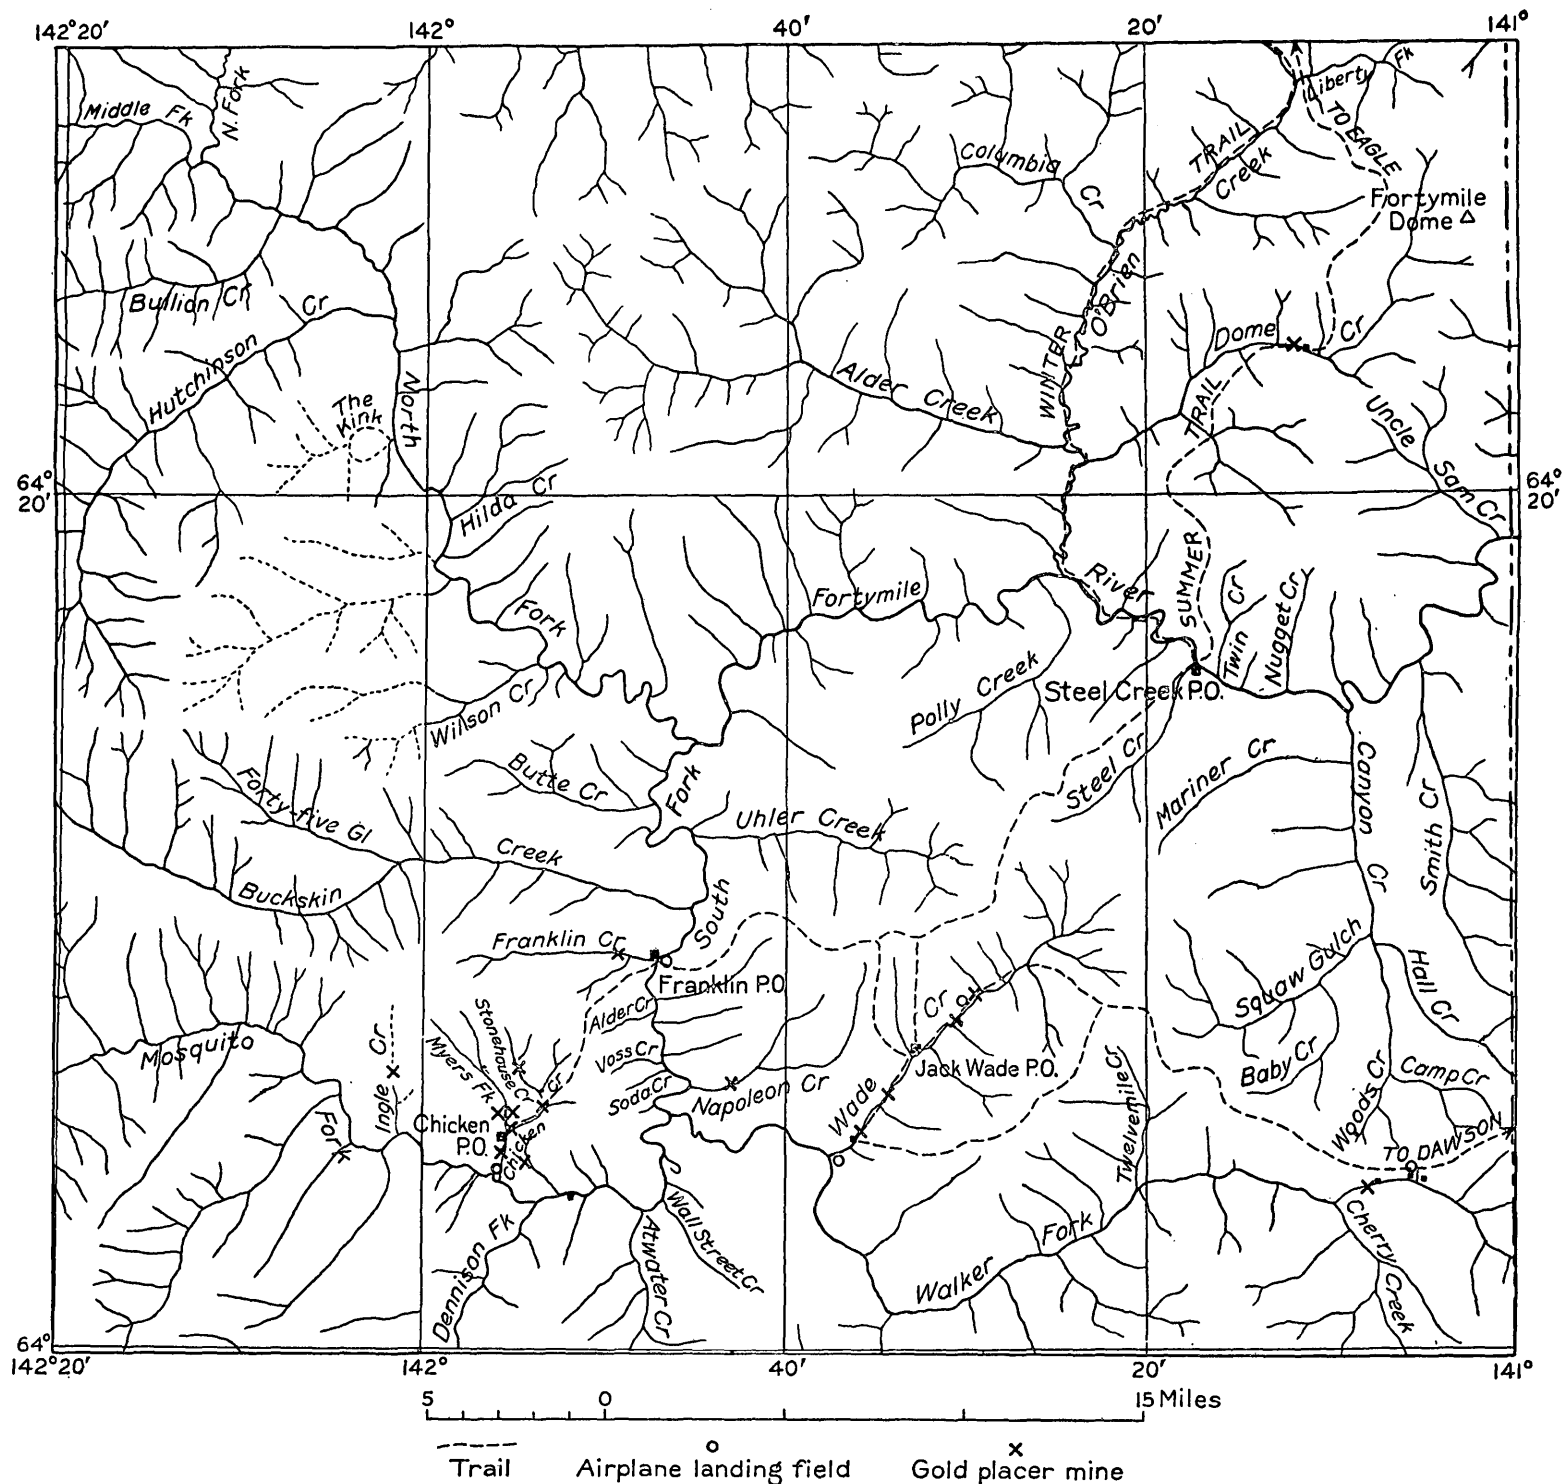 142° 20' 142° 40' 20' 141°
Middle Fk
N. Fork
Liberty Fk
TO EAGLE
TRAIL
Columbia Cr
Creek
Fortymile
Dome
O'Brien
WINTER
Bullion Cr
Hutchinson Cr
The
Kink
North
Alder Creek
Dome Cr
TRAIL
Uncle
Sam Cr
64°
20'
64°
20'
Hilda Cr
SUMMER
Fork
Fortymile
River
Twin Cr
Nugget Cr
Polly Creek
Steel Creek P.O.
Wilson Cr
Butte Cr
Fork
Steel Cr
Mariner Cr
Canyon Cr
Smith Cr
Forty-five Gl
Uhler Creek
Creek
Buckskin
South
Franklin Cr
Franklin P.O.
Squaw Gulch
Hall Cr
Alder Cr
Stonehouse Cr
Myers Fk
Mosquito
Ingle Cr
Voss Cr
Soda Cr
Napoleon Cr
Cr
Jack Wade P.O.
Wade
Twelvemile Cr
Baby Cr
Woods Cr
Camp Cr
Chicken
P.O.
Chicken
Cr
Fork
TO DAWSON
Dennison Fk
Atwater Cr
Wall Street Cr
Walker
Fork
Cherry
Creek
64°
142° 20' 142° 40' 20' 141°
5 0 15 Miles
Trail Airplane landing field Gold placer mine